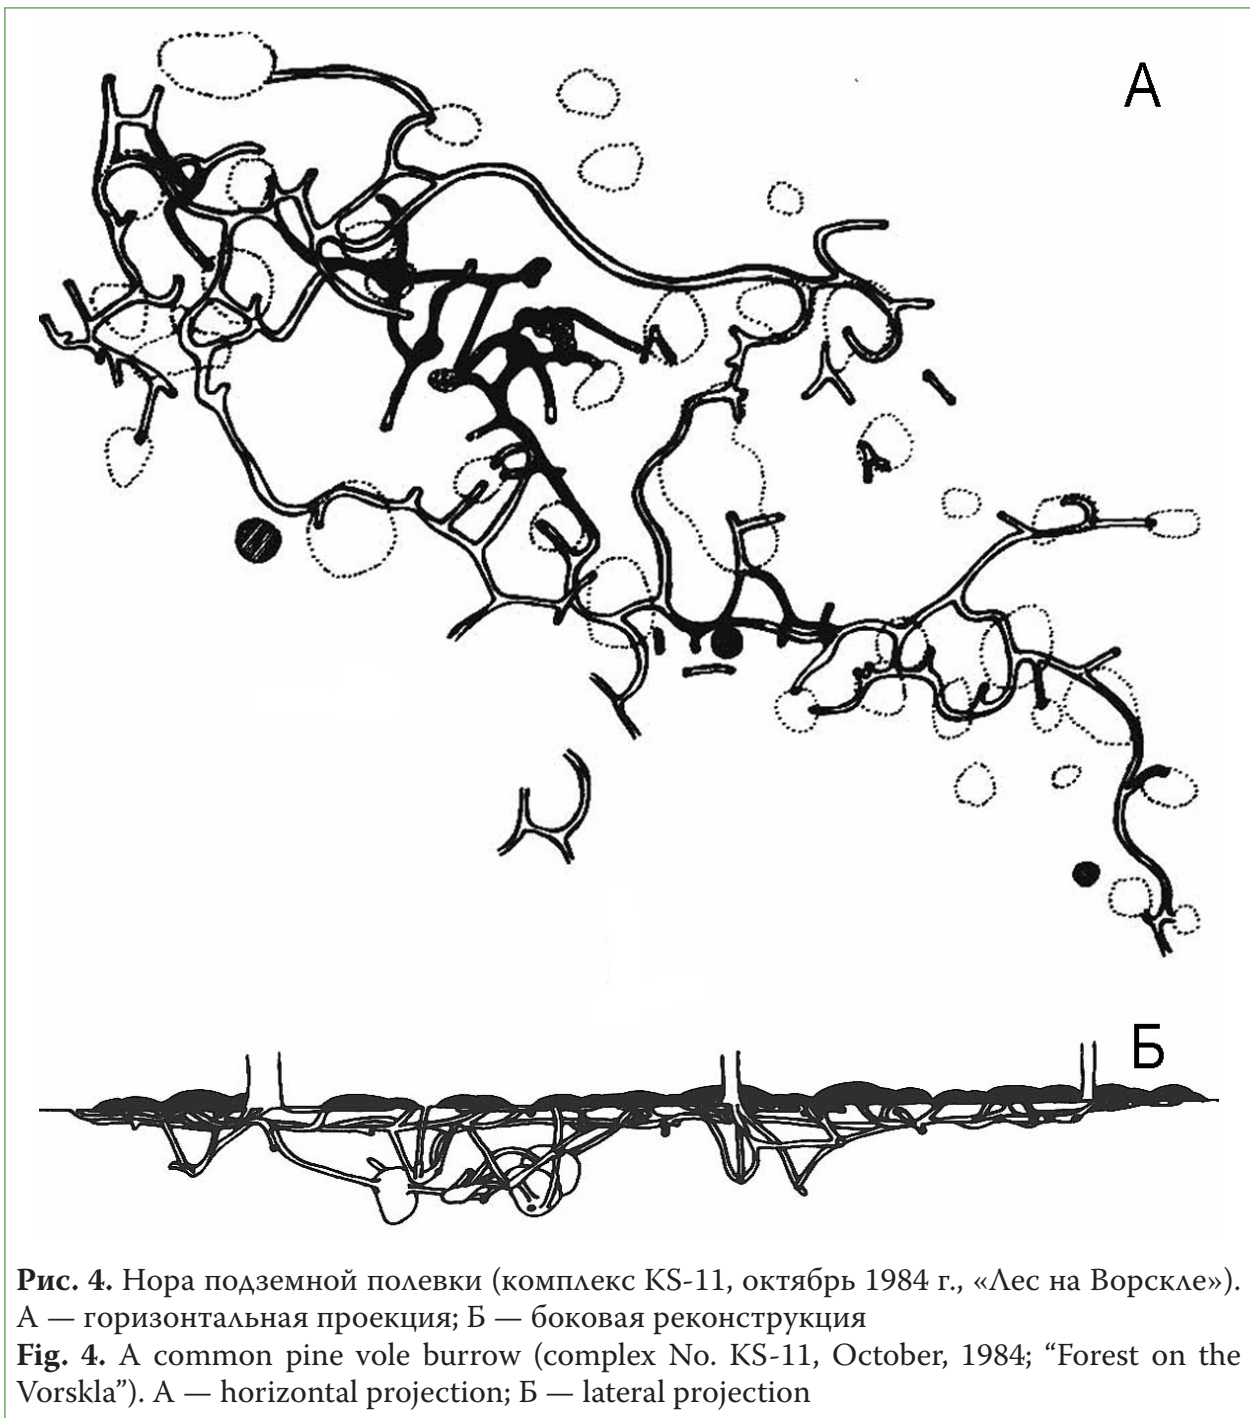 А
Б
Рис. 4. Нора подземной полевки (комплекс KS-11, октябрь 1984 г., «Лес на Ворскле»).
А — горизонтальная проекция; Б — боковая реконструкция
Fig. 4. A common pine vole burrow (complex No. KS-11, October, 1984; “Forest on the
Vorskla”). А — horizontal projection; Б — lateral projection